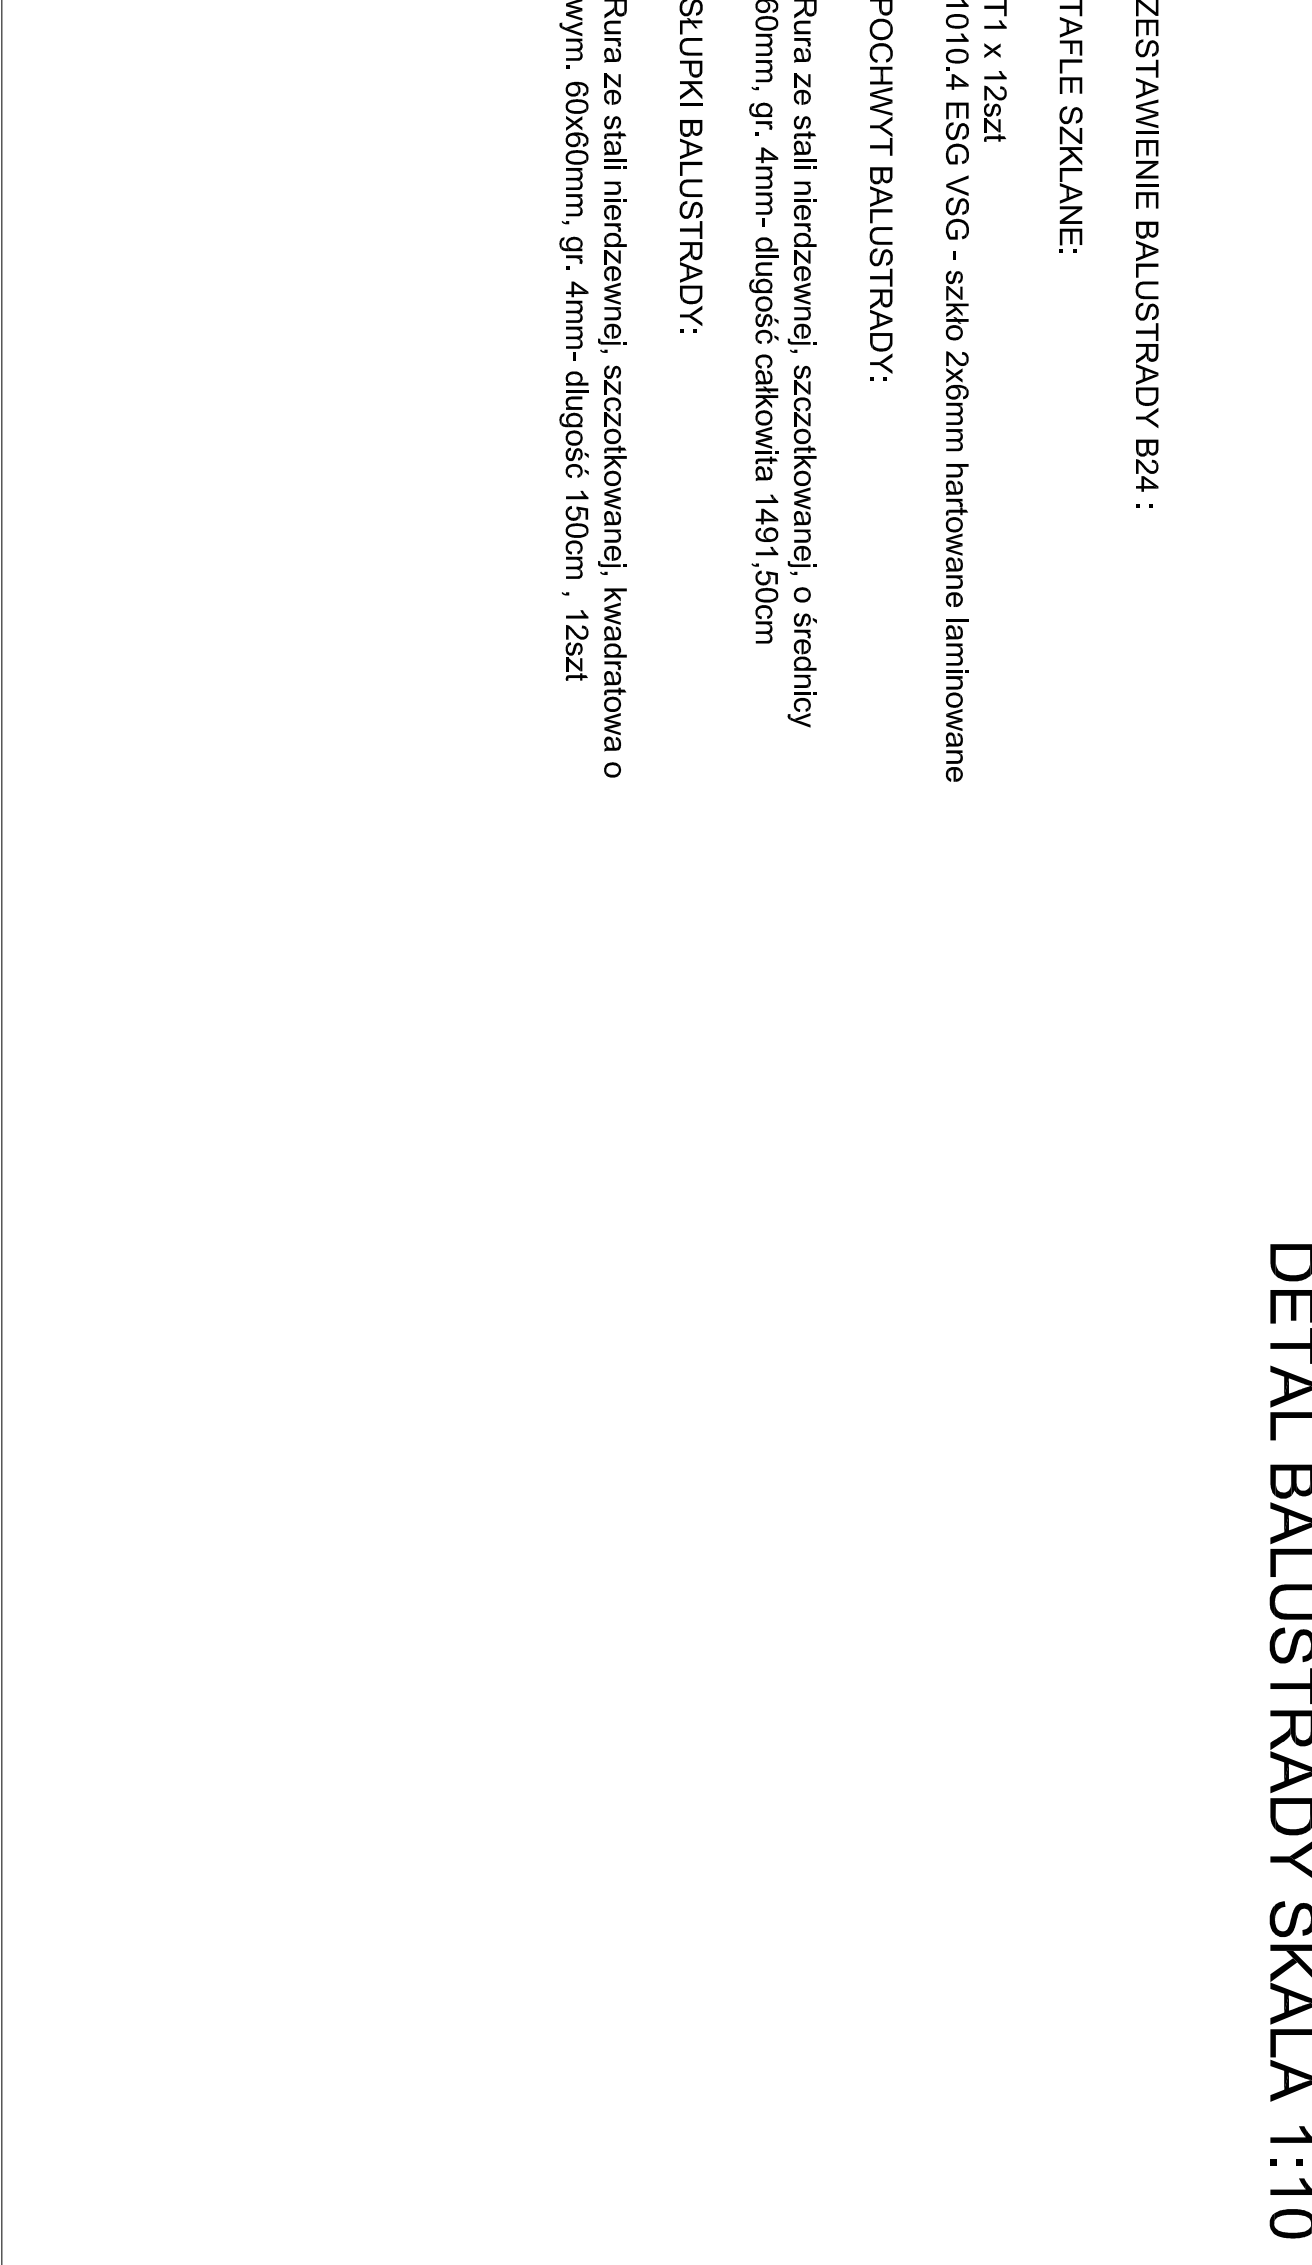 DETAL BALUSTRADY SKALA 1:10
ZESTAWIENIE BALUSTRADY B24 :
TAFLE SZKLANE:
T1 x 12szt
1010.4 ESG VSG - szkło 2x6mm hartowane laminowane
POCHWYT BALUSTRADY:
Rura ze stali nierdzewnej, szczotkowanej, o średnicy
60mm, gr. 4mm- dlugość całkowita 1491,50cm
SŁUPKI BALUSTRADY:
Rura ze stali nierdzewnej, szczotkowanej, kwadratowa o
wym. 60x60mm, gr. 4mm- dlugość 150cm , 12szt